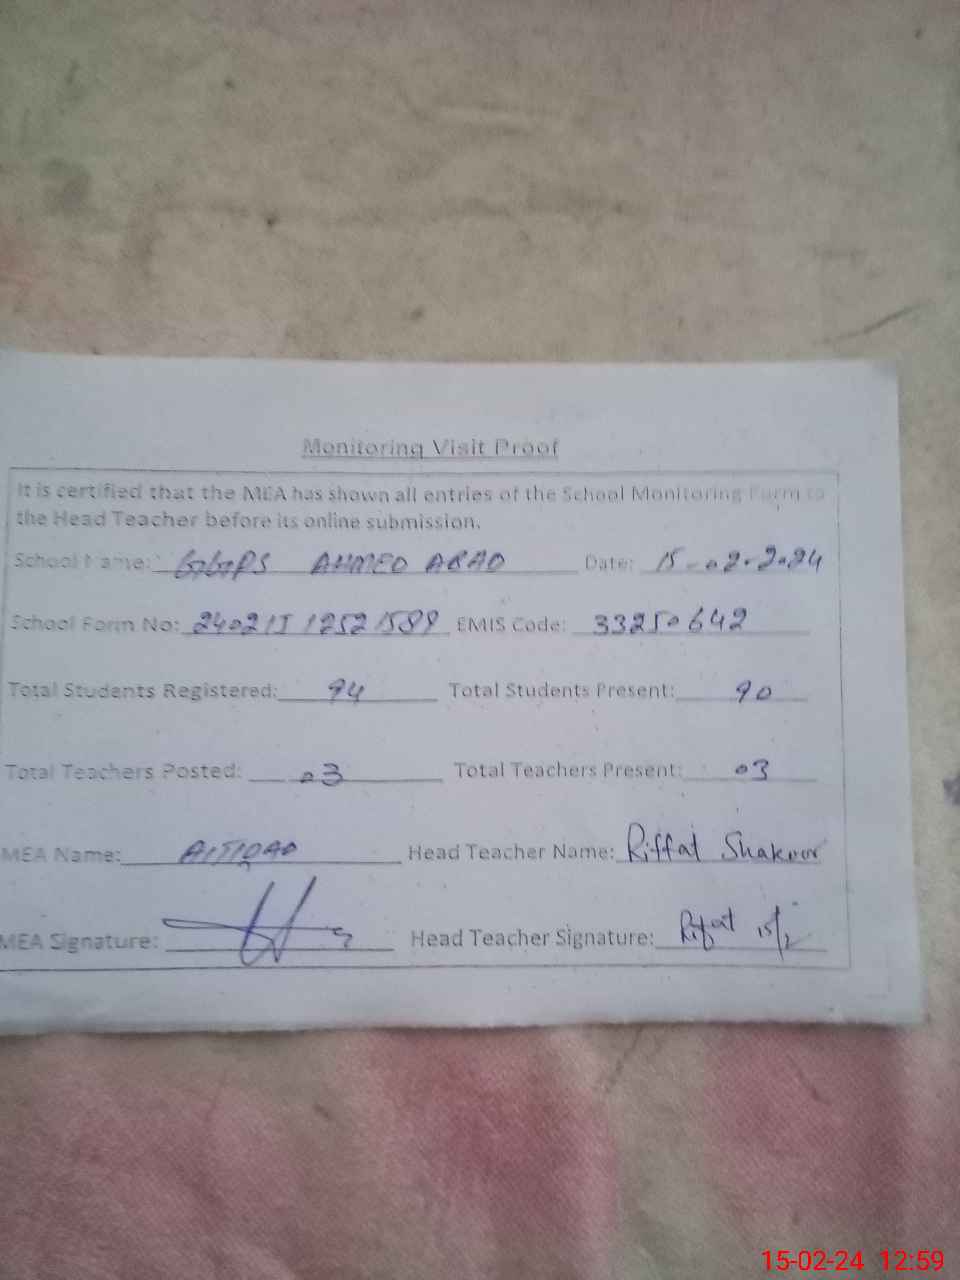 Monitoring Visit Proof
It is certified that the MEA has shown all entries of the School Monitoring Form to
the Head Teacher before its online submission.
School Name: GGPS AHMED ABAD Date: 15-02-2024
School Form No: 2402151252 1589 EMIS Code: 33250642
Total Students Registered: 94 Total Students Present: 90
Total Teachers Posted: 03 Total Teachers Present: 03
MEA Name: Head Teacher Name: Riffat Shakoor
MEA Signature: Head Teacher Signature: Riffat 15/2
15-02-24 12:59